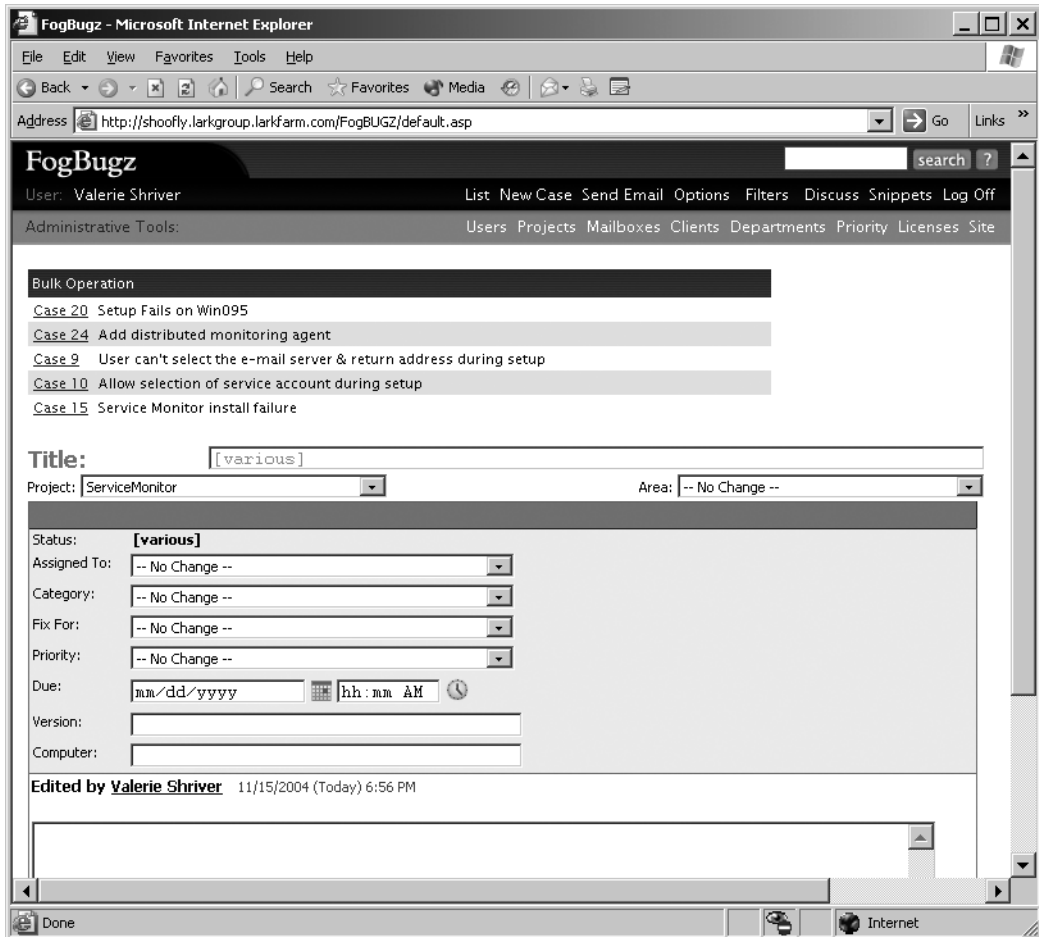 FogBugz - Microsoft Internet Explorer
File Edit View Favorites Tools Help
Back Search Favorites Media
Address http://shoofly.larkgroup.larkfarm.com/FogBUGZ/default.asp Go Links »
FogBugz search ?
User: Valerie Shriver List New Case Send Email Options Filters Discuss Snippets Log Off
Administrative Tools: Users Projects Mailboxes Clients Departments Priority Licenses Site
Bulk Operation
Case 20 Setup Fails on Win095
Case 24 Add distributed monitoring agent
Case 9 User can't select the e-mail server & return address during setup
Case 10 Allow selection of service account during setup
Case 15 Service Monitor install failure
Title: [various]
Project: ServiceMonitor Area: -- No Change --
Status: [various]
Assigned To: -- No Change --
Category: -- No Change --
Fix For: -- No Change --
Priority: -- No Change --
Due: mm/dd/yyyy hh:mm AM
Version:
Computer:
Edited by Valerie Shriver 11/15/2004 (Today) 6:56 PM
Done Internet